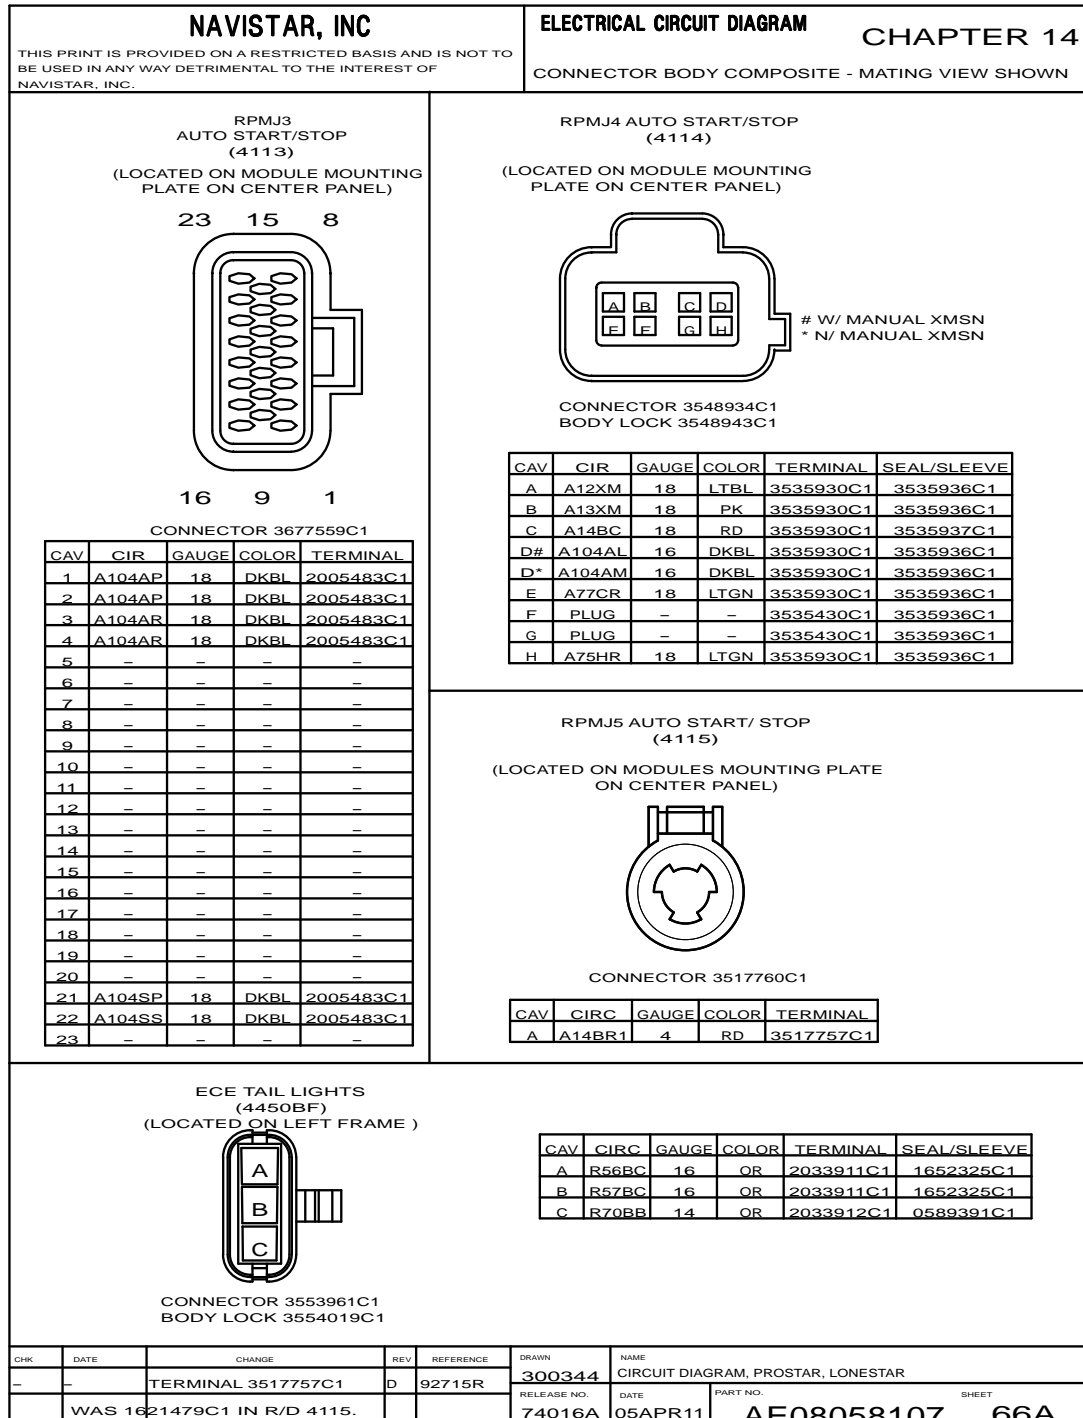 NAVISTAR, INC
THIS PRINT IS PROVIDED ON A RESTRICTED BASIS AND IS NOT TO
BE USED IN ANY WAY DETRIMENTAL TO THE INTEREST OF
NAVISTAR, INC.
ELECTRICAL CIRCUIT DIAGRAM
CHAPTER 14
CONNECTOR BODY COMPOSITE - MATING VIEW SHOWN
RPMJ3
AUTO START/STOP
(4113)
(LOCATED ON MODULE MOUNTING
PLATE ON CENTER PANEL)
23 15 8
16 9 1
CONNECTOR 3677559C1
CAV CIR GAUGE COLOR TERMINAL
1 A104AP 18 DKBL 2005483C1
2 A104AP 18 DKBL 2005483C1
3 A104AR 18 DKBL 2005483C1
4 A104AR 18 DKBL 2005483C1
5 – – – –
6 – – – –
7 – – – –
8 – – – –
9 – – – –
10 – – – –
11 – – – –
12 – – – –
13 – – – –
14 – – – –
15 – – – –
16 – – – –
17 – – – –
18 – – – –
19 – – – –
20 – – – –
21 A104SP 18 DKBL 2005483C1
22 A104SS 18 DKBL 2005483C1
23 – – – –
RPMJ4 AUTO START/STOP
(4114)
(LOCATED ON MODULE MOUNTING
PLATE ON CENTER PANEL)
A B C D
E F G H
# W/ MANUAL XMSN
* N/ MANUAL XMSN
CONNECTOR 3548934C1
BODY LOCK 3548943C1
CAV CIR GAUGE COLOR TERMINAL SEAL/SLEEVE
A A12XM 18 LTBL 3535930C1 3535936C1
B A13XM 18 PK 3535930C1 3535936C1
C A14BC 18 RD 3535930C1 3535937C1
D# A104AL 16 DKBL 3535930C1 3535936C1
D* A104AM 16 DKBL 3535930C1 3535936C1
E A77CR 18 LTGN 3535930C1 3535936C1
F PLUG – – 3535430C1 3535936C1
G PLUG – – 3535430C1 3535936C1
H A75HR 18 LTGN 3535930C1 3535936C1
RPMJ5 AUTO START/ STOP
(4115)
(LOCATED ON MODULES MOUNTING PLATE
ON CENTER PANEL)
CONNECTOR 3517760C1
CAV CIRC GAUGE COLOR TERMINAL
A A14BR1 4 RD 3517757C1
ECE TAIL LIGHTS
(4450BF)
(LOCATED ON LEFT FRAME )
A
B
C
CONNECTOR 3553961C1
BODY LOCK 3554019C1
CAV CIRC GAUGE COLOR TERMINAL SEAL/SLEEVE
A R56BC 16 OR 2033911C1 1652325C1
B R57BC 16 OR 2033911C1 1652325C1
C R70BB 14 OR 2033912C1 0589391C1
CHK DATE CHANGE REV REFERENCE
– – TERMINAL 3517757C1 D 92715R
WAS 1621479C1 IN R/D 4115.
DRAWN
300344
NAME
CIRCUIT DIAGRAM, PROSTAR, LONESTAR
RELEASE NO.
74016A
DATE
05APR11
PART NO.
AE08058107
SHEET
66A